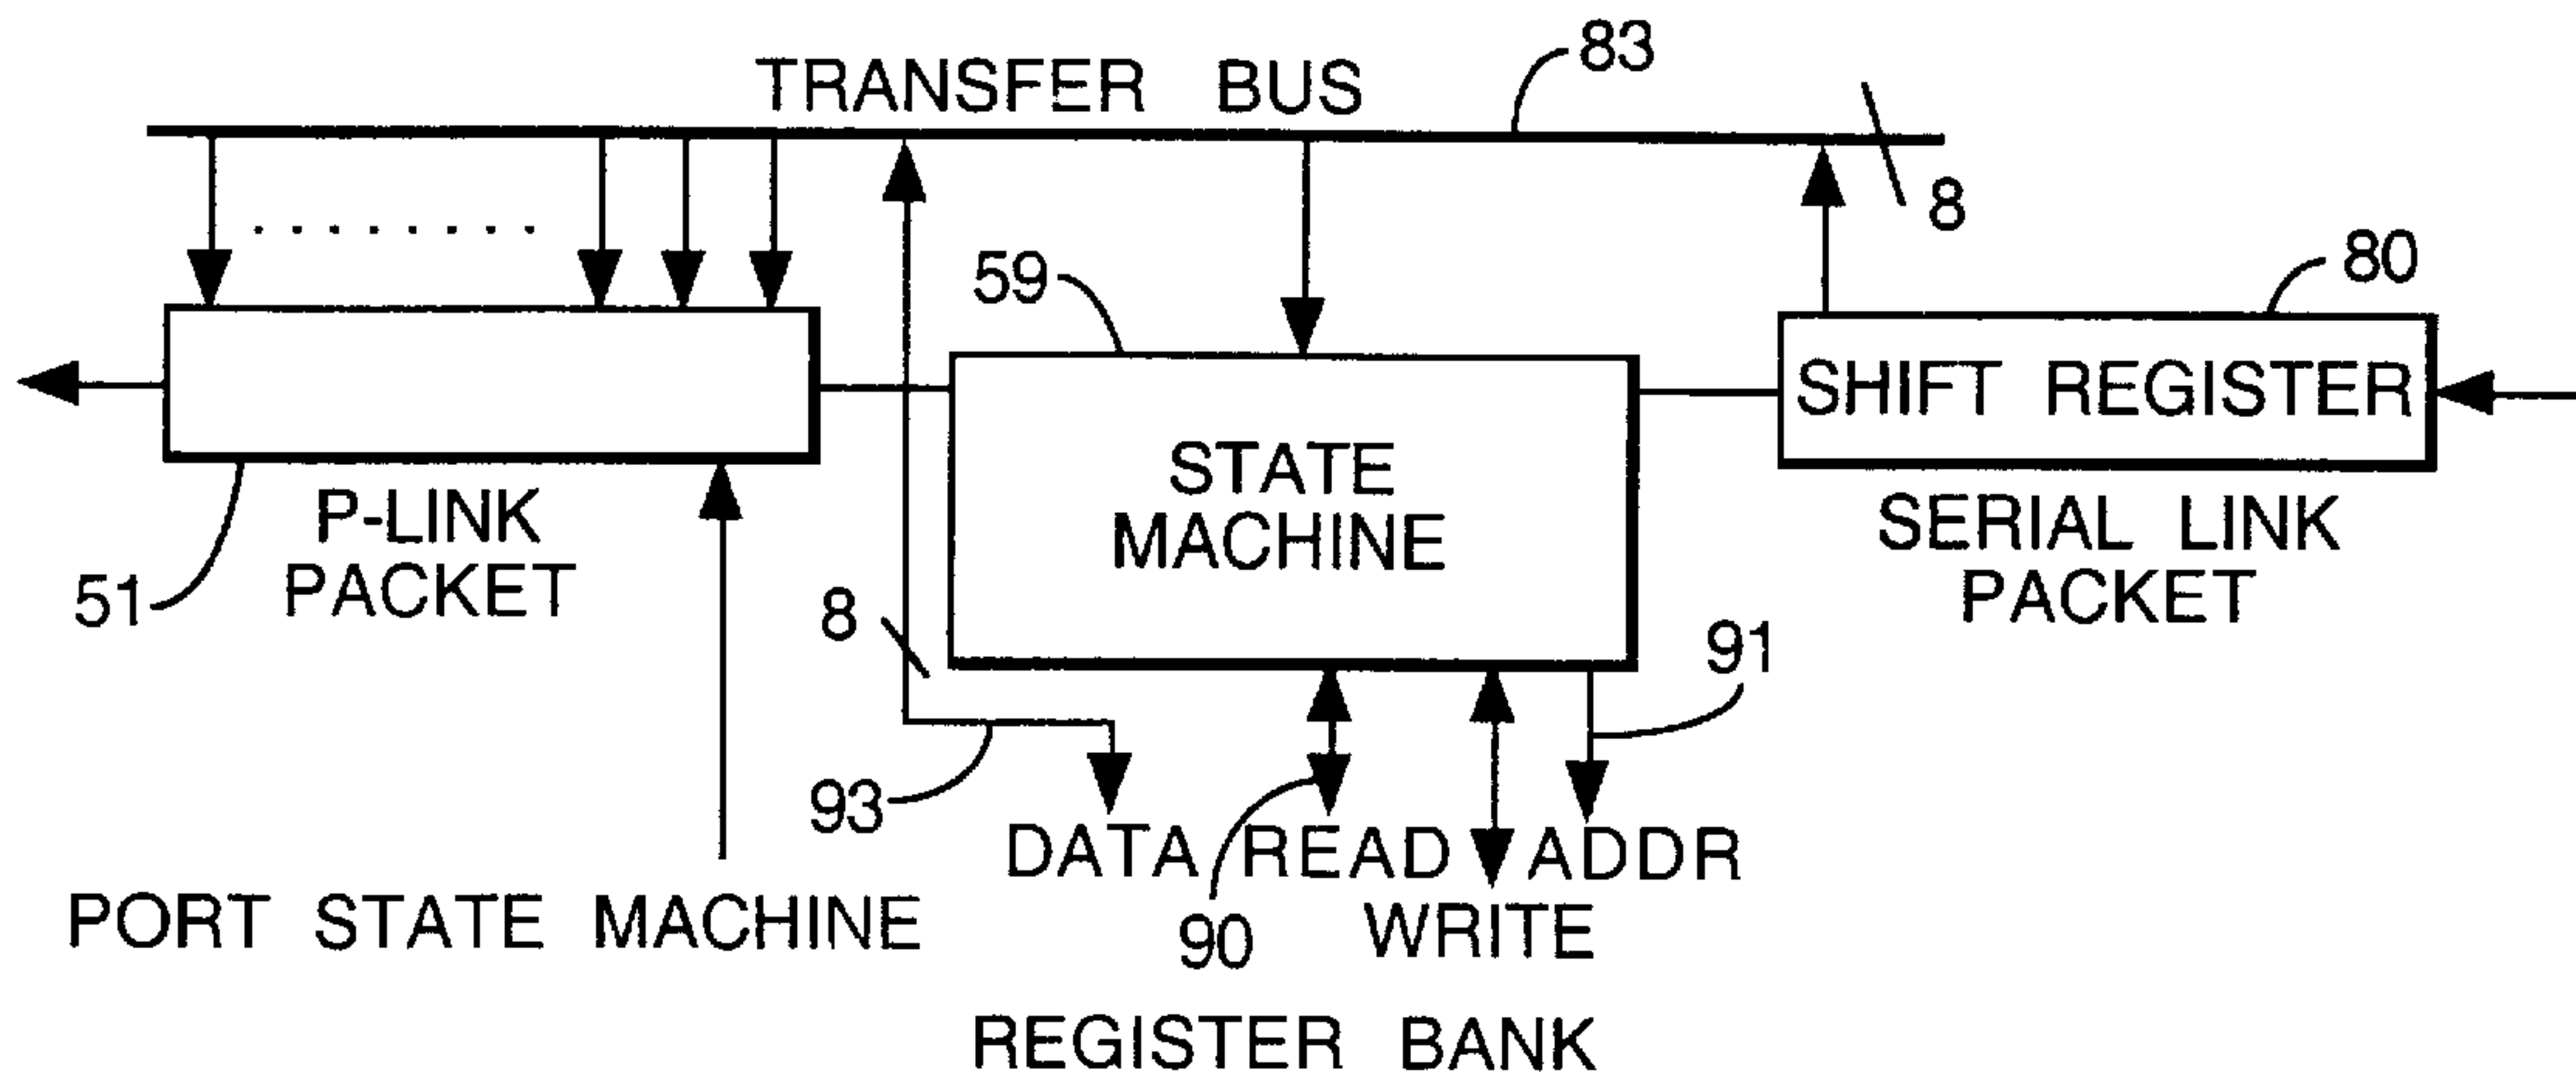 TRANSFER BUS
83
8
59
80
SHIFT REGISTER
STATE
MACHINE
P-LINK
PACKET
SERIAL LINK
PACKET
51
8
91
93
DATA READ ADDR
WRITE
90
PORT STATE MACHINE
REGISTER BANK